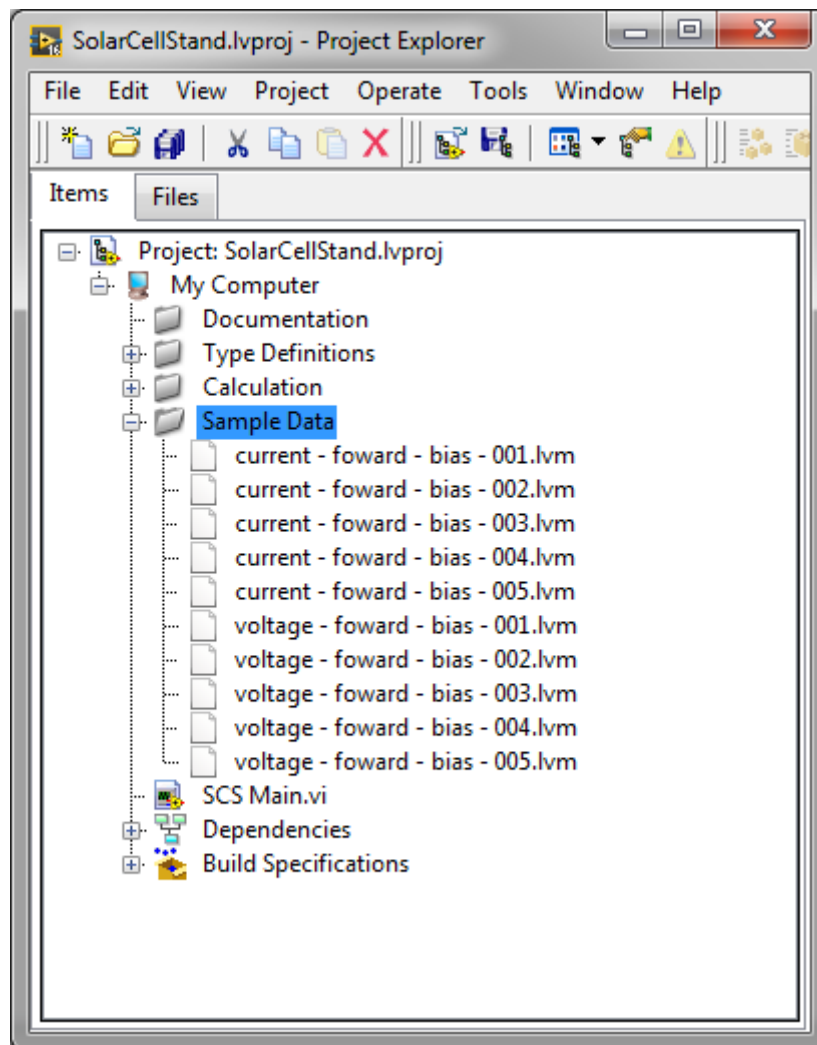 SolarCellStand.lvproj - Project Explorer
File Edit View Project Operate Tools Window Help
Items Files
Project: SolarCellStand.lvproj
My Computer
Documentation
Type Definitions
Calculation
Sample Data
current - foward - bias - 001.lvm
current - foward - bias - 002.lvm
current - foward - bias - 003.lvm
current - foward - bias - 004.lvm
current - foward - bias - 005.lvm
voltage - foward - bias - 001.lvm
voltage - foward - bias - 002.lvm
voltage - foward - bias - 003.lvm
voltage - foward - bias - 004.lvm
voltage - foward - bias - 005.lvm
SCS Main.vi
Dependencies
Build Specifications